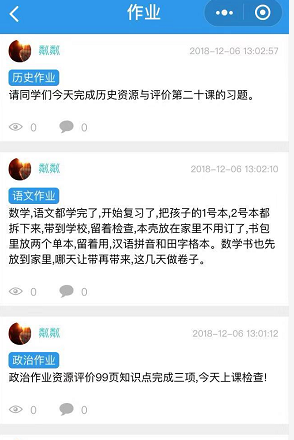 作业
粼粼
2018-12-06 13:02:57
历史作业
请同学们今天完成历史资源与评价第二十课的习题。
0 0
粼粼
2018-12-06 13:02:10
语文作业
数学,语文都学完了,开始复习了,把孩子的1号本,2号本都
拆下来,带到学校,留着检查,本壳放在家里不用订了,书包
里放两个单本,留着用,汉语拼音和田字格本。数学书也先
放到家里,哪天让带再带来,这几天做卷子。
0 0
粼粼
2018-12-06 13:01:12
政治作业
政治作业资源评价99页知识点完成三项,今天上课检查!
0 0